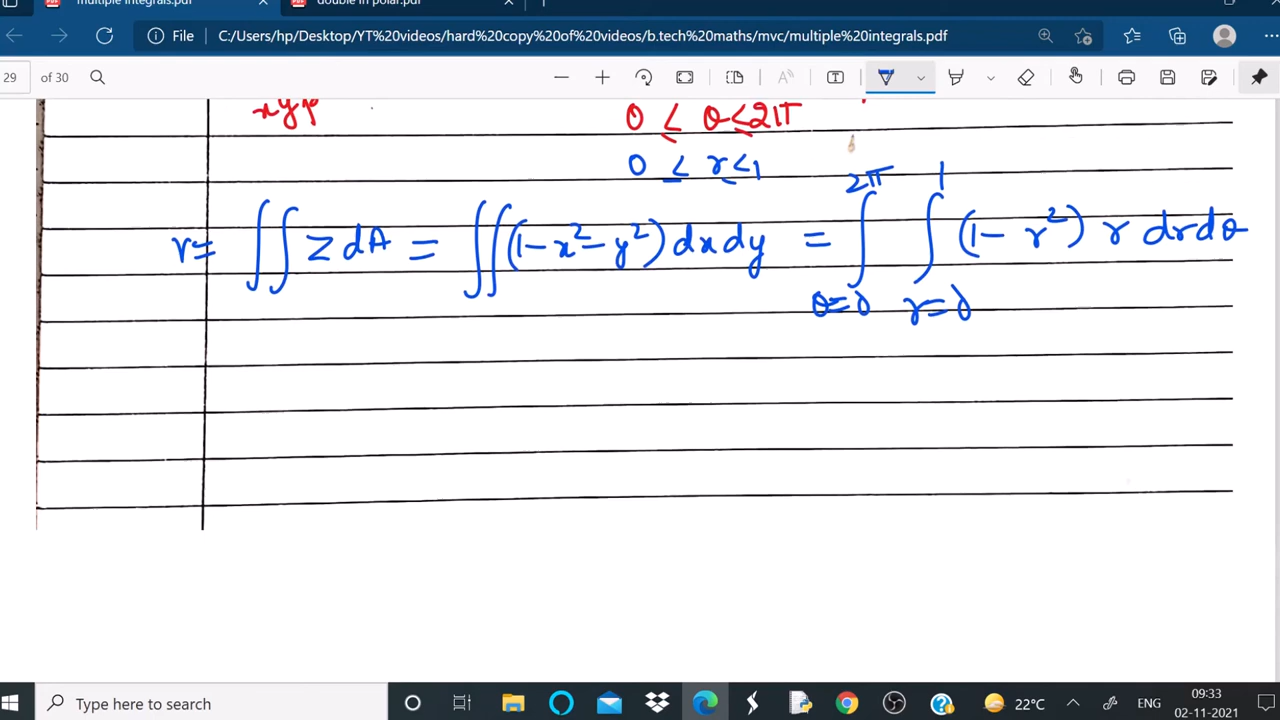 multiple integrals.pdf
double in polar.pdf
File C:/Users/hp/Desktop/YT%20videos/hard%20copy%20of%20videos/b.tech%20maths/mvc/multiple%20integrals.pdf
29 of 30
0 ≤ θ ≤ 2π
0 ≤ r ≤ 1
V = ∬ z dA = ∬ (1 - x² - y²) dx dy = ∫_{θ=0}^{2π} ∫_{r=0}^{1} (1 - r²) r dr dθ
Type here to search
22°C
ENG
09:33
02-11-2021